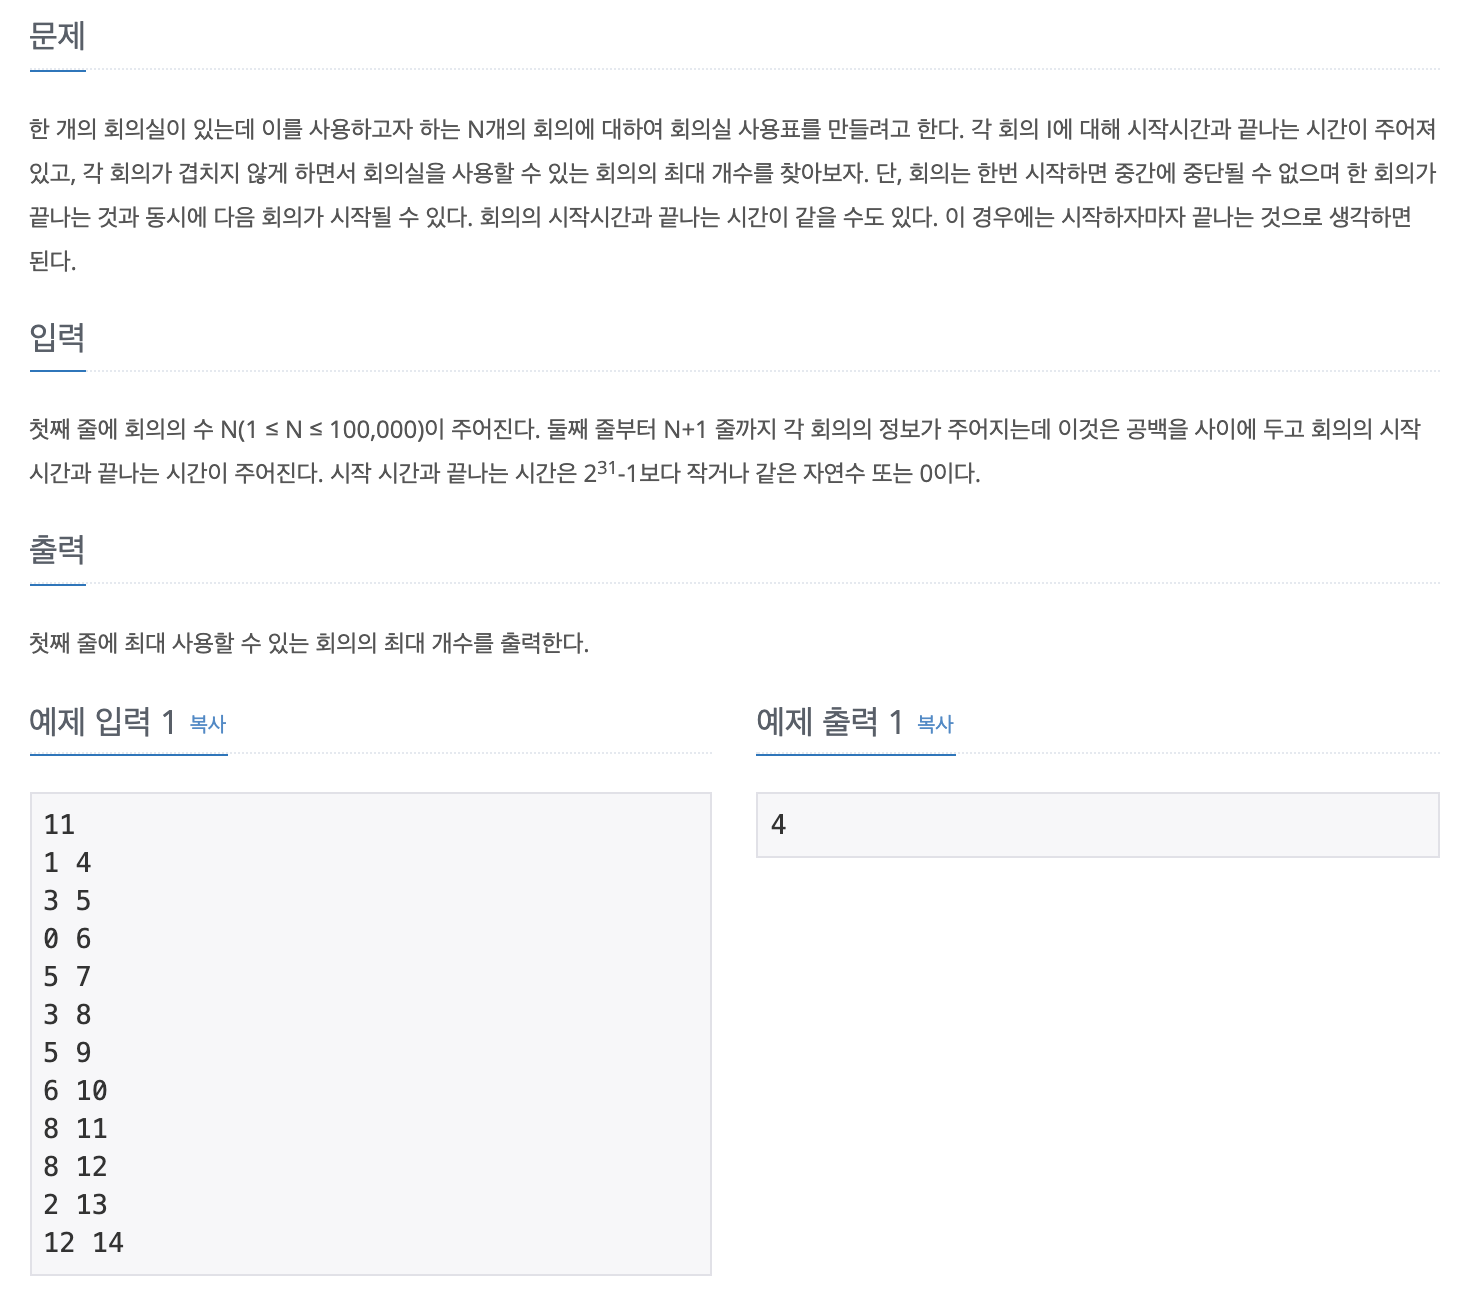 문제
한 개의 회의실이 있는데 이를 사용하고자 하는 N개의 회의에 대하여 회의실 사용표를 만들려고 한다. 각 회의 I에 대해 시작시간과 끝나는 시간이 주어져
있고, 각 회의가 겹치지 않게 하면서 회의실을 사용할 수 있는 회의의 최대 개수를 찾아보자. 단, 회의는 한번 시작하면 중간에 중단될 수 없으며 한 회의가
끝나는 것과 동시에 다음 회의가 시작될 수 있다. 회의의 시작시간과 끝나는 시간이 같을 수도 있다. 이 경우에는 시작하자마자 끝나는 것으로 생각하면
된다.
입력
첫째 줄에 회의의 수 N(1 ≤ N ≤ 100,000)이 주어진다. 둘째 줄부터 N+1 줄까지 각 회의의 정보가 주어지는데 이것은 공백을 사이에 두고 회의의 시작
시간과 끝나는 시간이 주어진다. 시작 시간과 끝나는 시간은 2³¹-1보다 작거나 같은 자연수 또는 0이다.
출력
첫째 줄에 최대 사용할 수 있는 회의의 최대 개수를 출력한다.
예제 입력 1 복사
11
1 4
3 5
0 6
5 7
3 8
5 9
6 10
8 11
8 12
2 13
12 14
예제 출력 1 복사
4